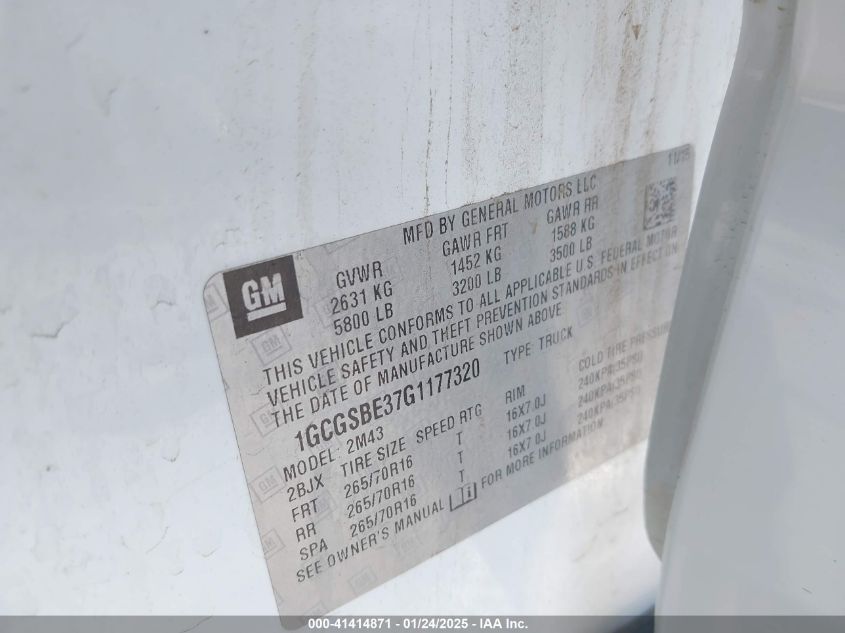 11/15
MFD BY GENERAL MOTORS LLC
GM
GVWR GAWR FRT GAWR RR
2631 KG 1452 KG 1588 KG
5800 LB 3200 LB 3500 LB
THIS VEHICLE CONFORMS TO ALL APPLICABLE U.S. FEDERAL MOTOR
VEHICLE SAFETY AND THEFT PREVENTION STANDARDS IN EFFECT ON
THE DATE OF MANUFACTURE SHOWN ABOVE
1GCGSBE37G1177320 TYPE: TRUCK
MODEL: 2M43
2BJX TIRE SIZE SPEED RTG RIM COLD TIRE PRESSURE
FRT 265/70R16 T 16X7.0J 240KPA(35PSI)
RR 265/70R16 T 16X7.0J 240KPA(35PSI)
SPA 265/70R16 T 16X7.0J 240KPA(35PSI)
SEE OWNER'S MANUAL FOR MORE INFORMATION
000-41414871 - 01/24/2025 - IAA Inc.